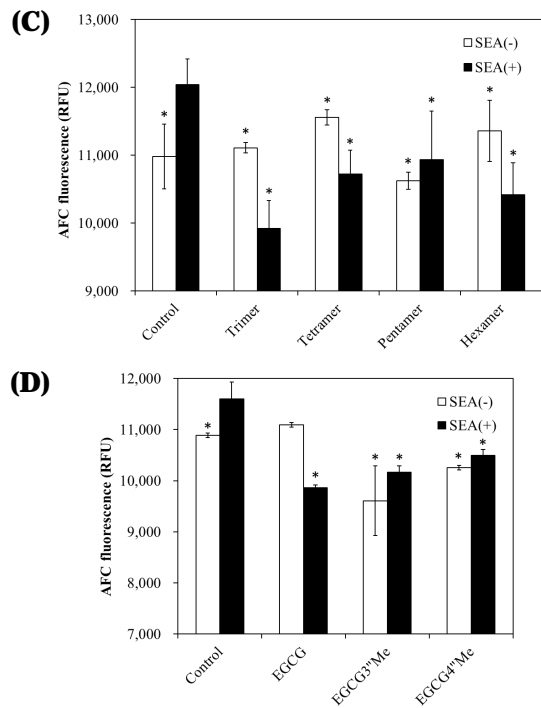 (C)
AFC fluorescence (RFU)
13,000
12,000
11,000
10,000
9,000
SEA(-)
SEA(+)
*
*
*
*
*
*
*
*
*
Control
Trimer
Tetramer
Pentamer
Hexamer
(D)
AFC fluorescence (RFU)
12,000
11,000
10,000
9,000
8,000
7,000
SEA(-)
SEA(+)
*
*
*
*
*
*
Control
EGCG
EGCG3"Me
EGCG4"Me